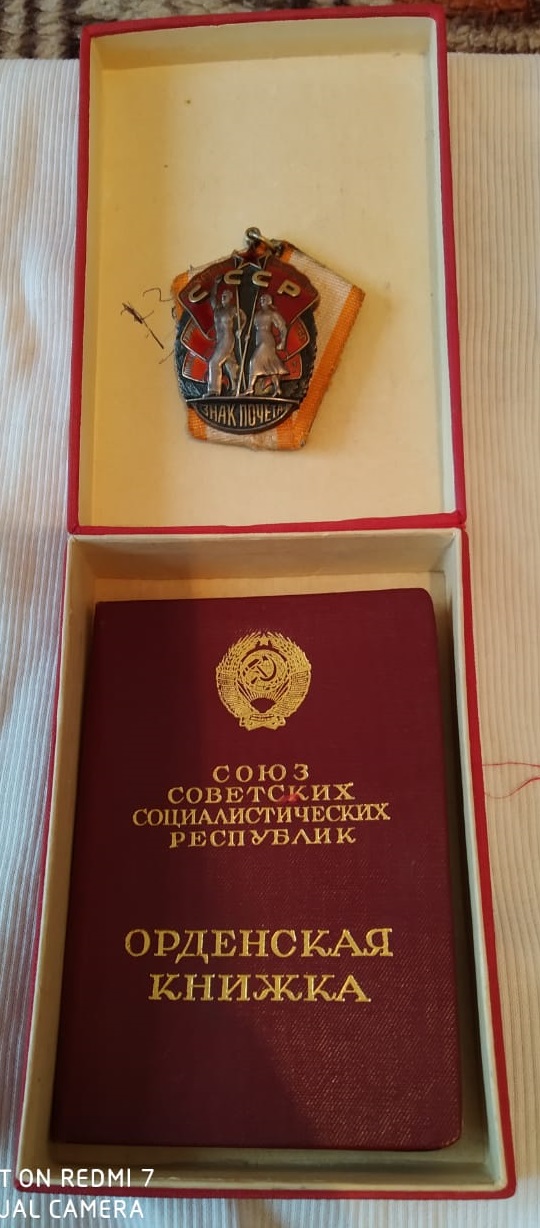 СССР
ЗНАК ПОЧЕТА
СОЮЗ
СОВЕТСКИХ
СОЦИАЛИСТИЧЕСКИХ
РЕСПУБЛИК
ОРДЕНСКАЯ
КНИЖКА
ON REDMI 7
CAMERA